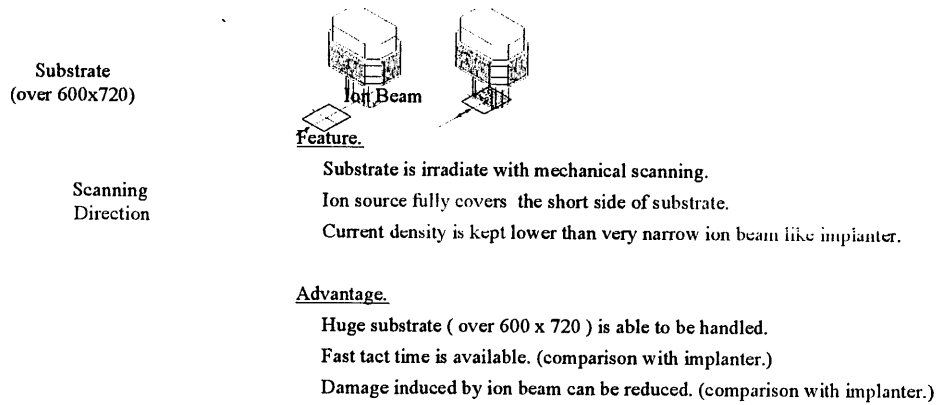 Substrate
(over 600x720)
Ion Beam
Feature.
Substrate is irradiate with mechanical scanning.
Scanning
Direction
Ion source fully covers the short side of substrate.
Current density is kept lower than very narrow ion beam like implanter.
Advantage.
Huge substrate ( over 600 x 720 ) is able to be handled.
Fast tact time is available. (comparison with implanter.)
Damage induced by ion beam can be reduced. (comparison with implanter.)